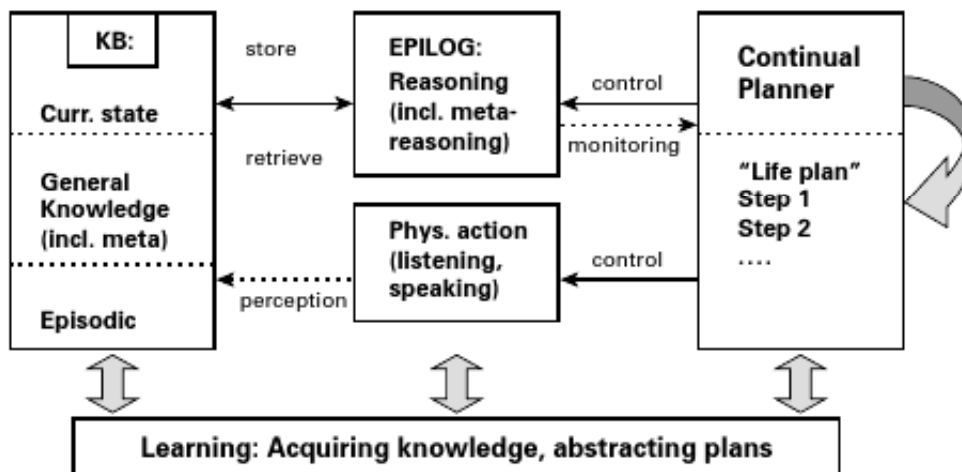 KB:
Curr. state
General
Knowledge
(incl. meta)
Episodic
store
retrieve
perception
EPILOG:
Reasoning
(incl. meta-
reasoning)
Phys. action
(listening,
speaking)
control
monitoring
control
Continual
Planner
“Life plan”
Step 1
Step 2
....
Learning: Acquiring knowledge, abstracting plans